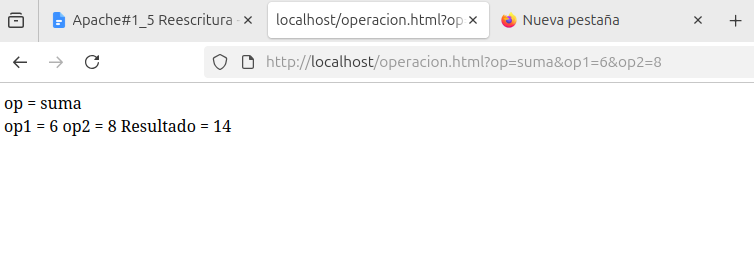 Apache#1_5 Reescritura
localhost/operacion.html?op
Nueva pestaña
http://localhost/operacion.html?op=suma&op1=6&op2=8
op = suma
op1 = 6 op2 = 8 Resultado = 14